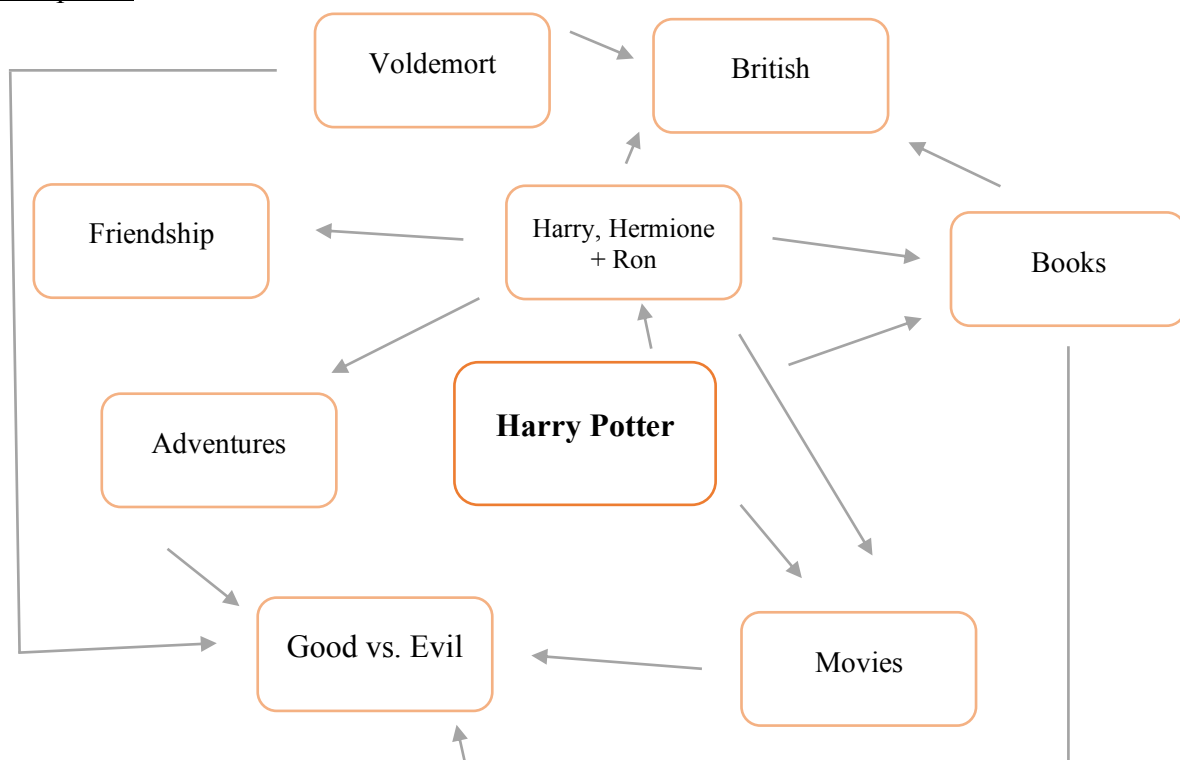 Voldemort
British
Friendship
Harry, Hermione
+ Ron
Books
Adventures
Harry Potter
Good vs. Evil
Movies